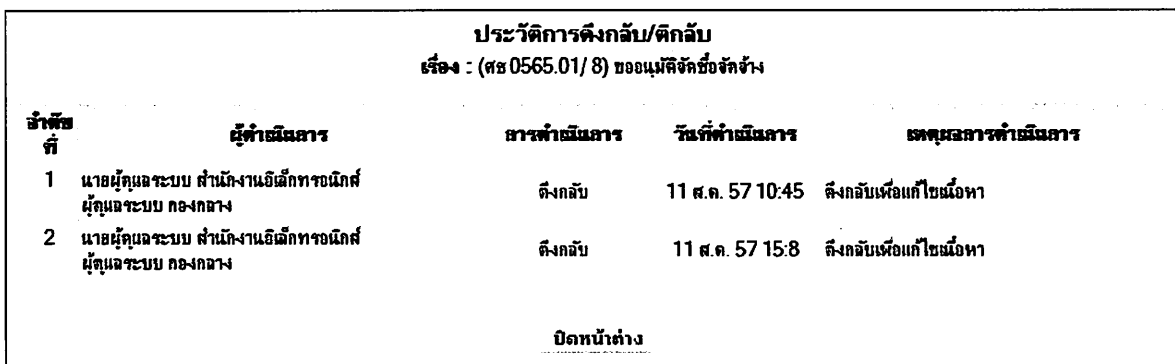 ประวัติการดึงกลับ/ตีกลับ
เรื่อง : (ศธ 0565.01/ 8) ขออนุมัติจัดซื้อจัดจ้าง
ลำดับที่ ผู้ดำเนินการ การดำเนินการ วันที่ดำเนินการ เหตุผลการดำเนินการ
1 นายผู้ดูแลระบบ สำนักงานอิเล็กทรอนิกส์ ดึงกลับ 11 ส.ค. 57 10:45 ดึงกลับเพื่อแก้ไขเนื้อหา
ผู้ดูแลระบบ กองกลาง
2 นายผู้ดูแลระบบ สำนักงานอิเล็กทรอนิกส์ ดึงกลับ 11 ส.ค. 57 15:8 ดึงกลับเพื่อแก้ไขเนื้อหา
ผู้ดูแลระบบ กองกลาง
ปิดหน้าต่าง